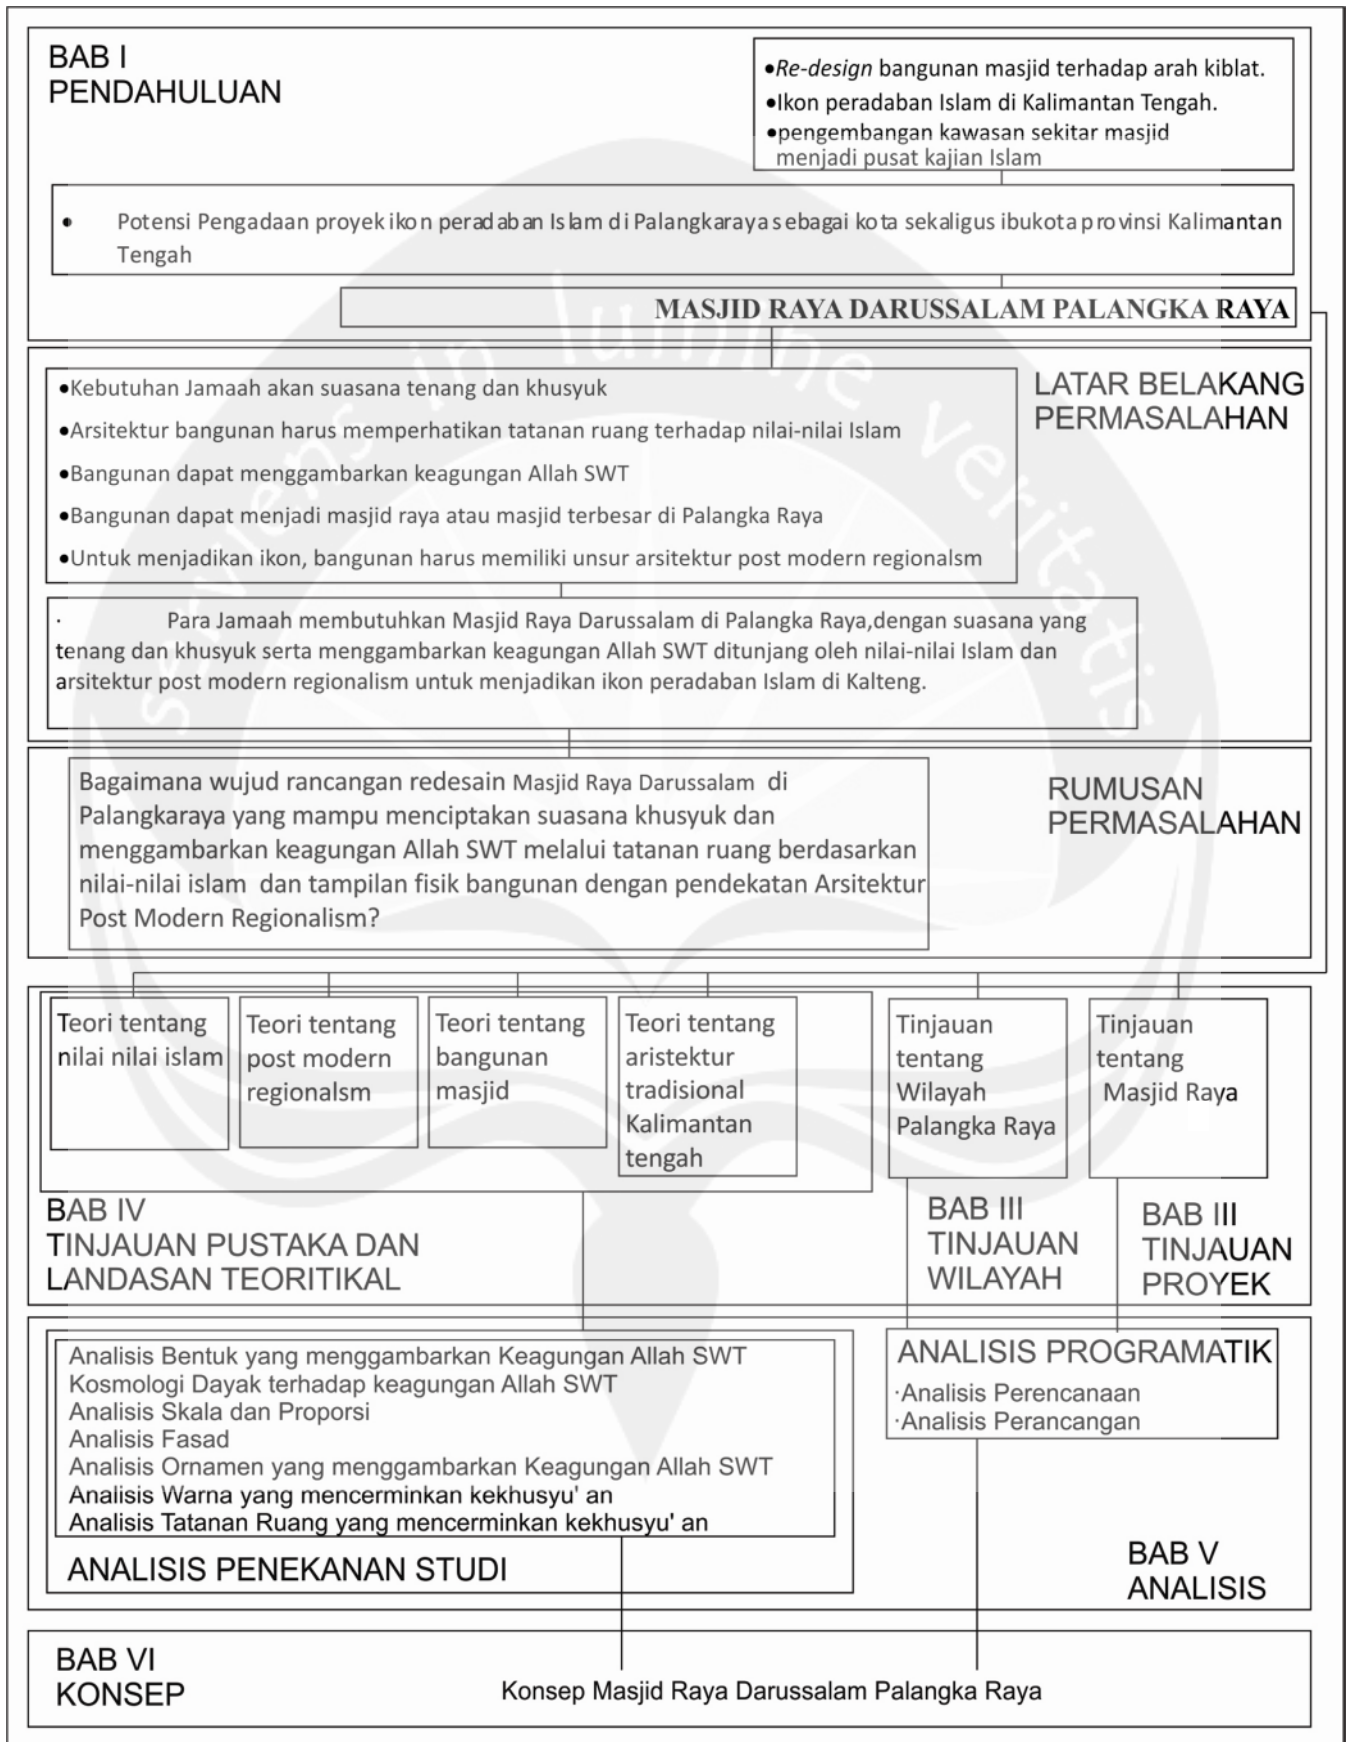 BAB I
PENDAHULUAN
•Re-design bangunan masjid terhadap arah kiblat.
•Ikon peradaban Islam di Kalimantan Tengah.
•pengembangan kawasan sekitar masjid
menjadi pusat kajian Islam
• Potensi Pengadaan proyek ikon peradaban Islam di Palangkaraya sebagai kota sekaligus ibukota provinsi Kalimantan
Tengah
MASJID RAYA DARUSSALAM PALANGKA RAYA
LATAR BELAKANG
PERMASALAHAN
•Kebutuhan Jamaah akan suasana tenang dan khusyuk
•Arsitektur bangunan harus memperhatikan tatanan ruang terhadap nilai-nilai Islam
•Bangunan dapat menggambarkan keagungan Allah SWT
•Bangunan dapat menjadi masjid raya atau masjid terbesar di Palangka Raya
•Untuk menjadikan ikon, bangunan harus memiliki unsur arsitektur post modern regionalsm
· Para Jamaah membutuhkan Masjid Raya Darussalam di Palangka Raya,dengan suasana yang
tenang dan khusyuk serta menggambarkan keagungan Allah SWT ditunjang oleh nilai-nilai Islam dan
arsitektur post modern regionalism untuk menjadikan ikon peradaban Islam di Kalteng.
RUMUSAN
PERMASALAHAN
Bagaimana wujud rancangan redesain Masjid Raya Darussalam di
Palangkaraya yang mampu menciptakan suasana khusyuk dan
menggambarkan keagungan Allah SWT melalui tatanan ruang berdasarkan
nilai-nilai islam dan tampilan fisik bangunan dengan pendekatan Arsitektur
Post Modern Regionalism?
Teori tentang
nilai nilai islam
Teori tentang
post modern
regionalsm
Teori tentang
bangunan
masjid
Teori tentang
aristektur
tradisional
Kalimantan
tengah
Tinjauan
tentang
Wilayah
Palangka Raya
Tinjauan
tentang
Masjid Raya
BAB IV
TINJAUAN PUSTAKA DAN
LANDASAN TEORITIKAL
BAB III
TINJAUAN
WILAYAH
BAB III
TINJAUAN
PROYEK
Analisis Bentuk yang menggambarkan Keagungan Allah SWT
Kosmologi Dayak terhadap keagungan Allah SWT
Analisis Skala dan Proporsi
Analisis Fasad
Analisis Ornamen yang menggambarkan Keagungan Allah SWT
Analisis Warna yang mencerminkan kekhusyu' an
Analisis Tatanan Ruang yang mencerminkan kekhusyu' an
ANALISIS PENEKANAN STUDI
ANALISIS PROGRAMATIK
·Analisis Perencanaan
·Analisis Perancangan
BAB V
ANALISIS
BAB VI
KONSEP
Konsep Masjid Raya Darussalam Palangka Raya
serviens in lumine veritatis